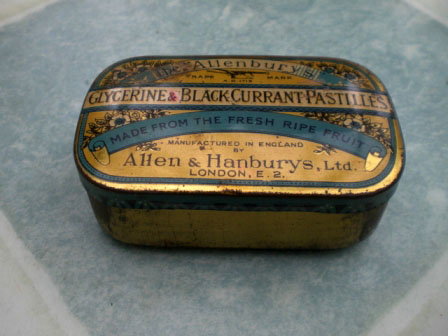 The Allenburys
TRADE MARK
GLYCERINE & BLACK CURRANT PASTILLES
MADE FROM THE FRESH RIPE FRUIT
MANUFACTURED IN ENGLAND
BY
Allen & Hanburys, Ltd.
LONDON, E. 2.